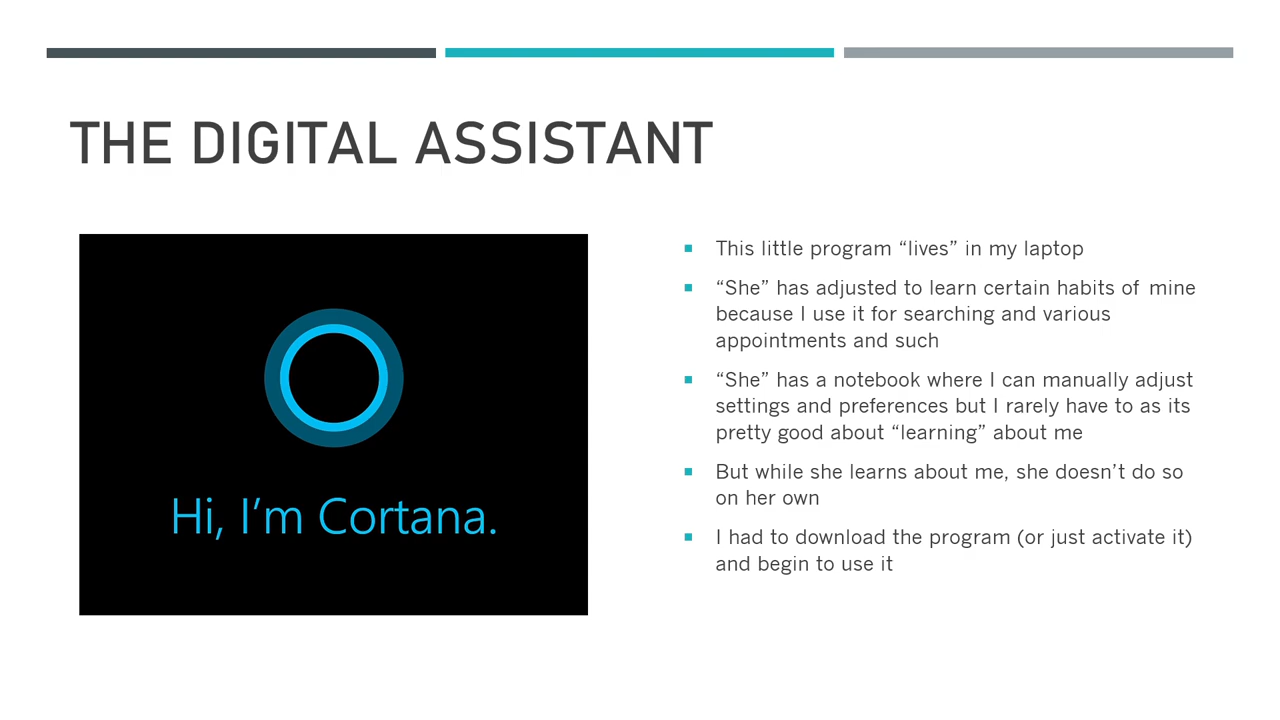 THE DIGITAL ASSISTANT
Hi, I'm Cortana.
This little program “lives” in my laptop
“She” has adjusted to learn certain habits of mine
because I use it for searching and various
appointments and such
“She” has a notebook where I can manually adjust
settings and preferences but I rarely have to as its
pretty good about “learning” about me
But while she learns about me, she doesn’t do so
on her own
I had to download the program (or just activate it)
and begin to use it